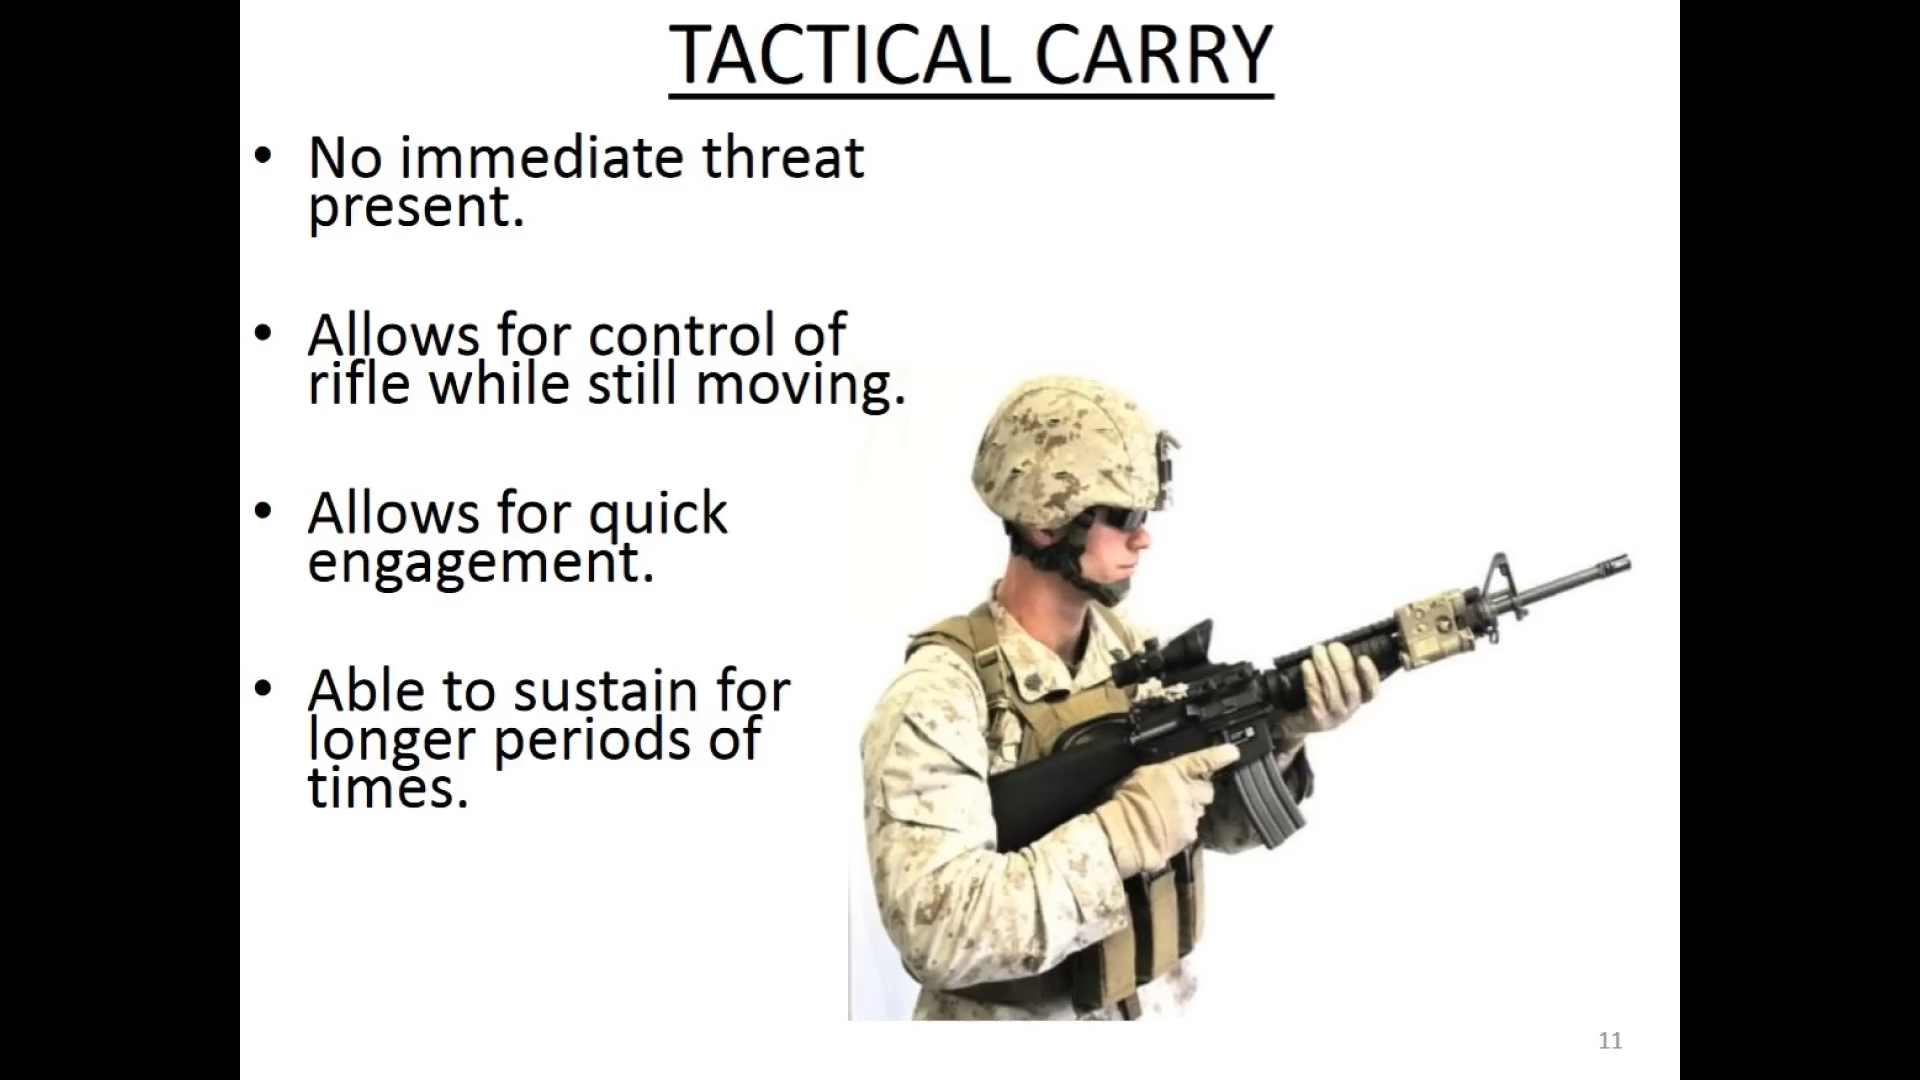 TACTICAL CARRY
• No immediate threat
present.
• Allows for control of
rifle while still moving.
• Allows for quick
engagement.
• Able to sustain for
longer periods of
times.
11